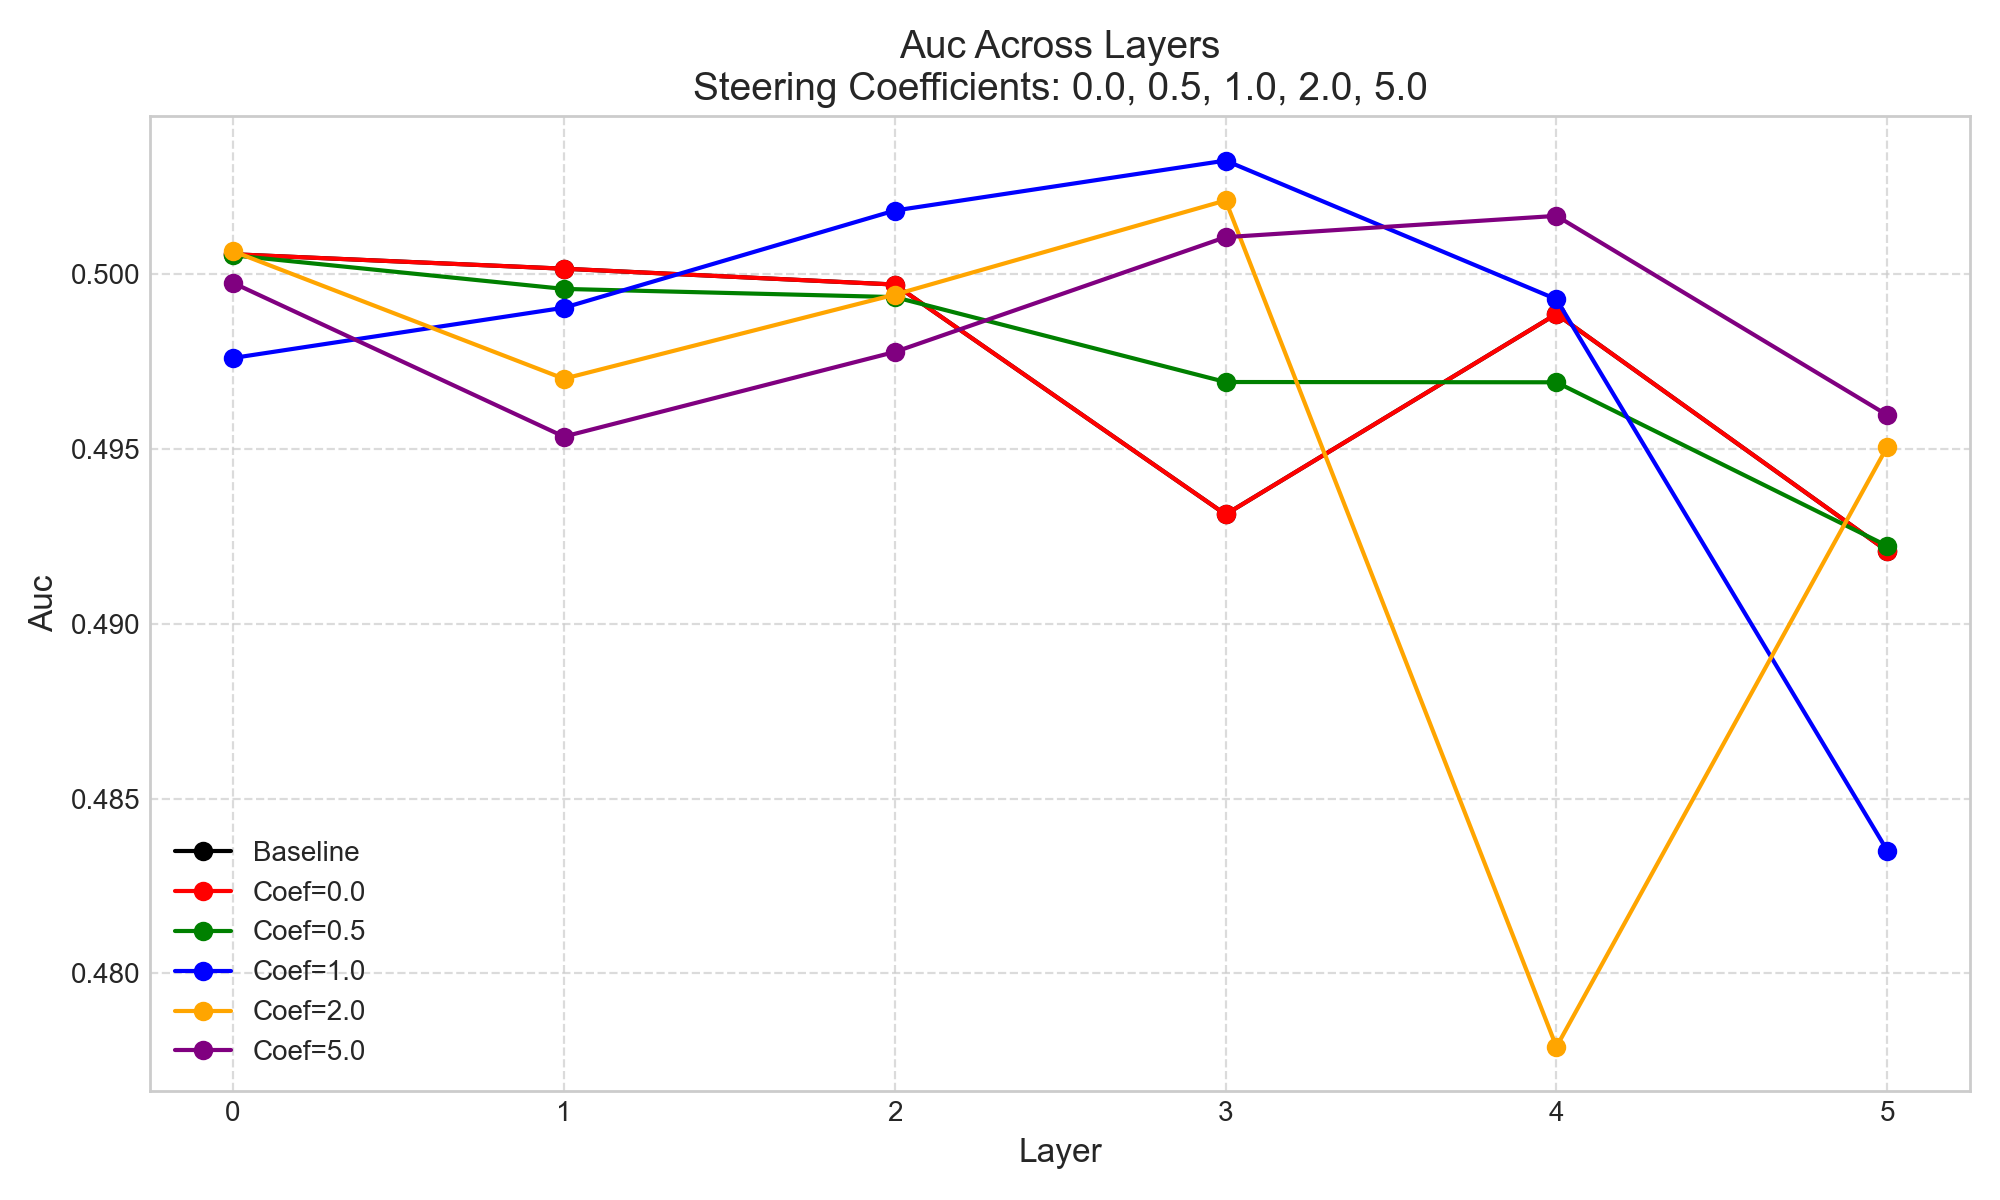 Auc Across Layers
Steering Coefficients: 0.0, 0.5, 1.0, 2.0, 5.0
Auc
0.500
0.495
0.490
0.485
0.480
Baseline
Coef=0.0
Coef=0.5
Coef=1.0
Coef=2.0
Coef=5.0
0 1 2 3 4 5
Layer